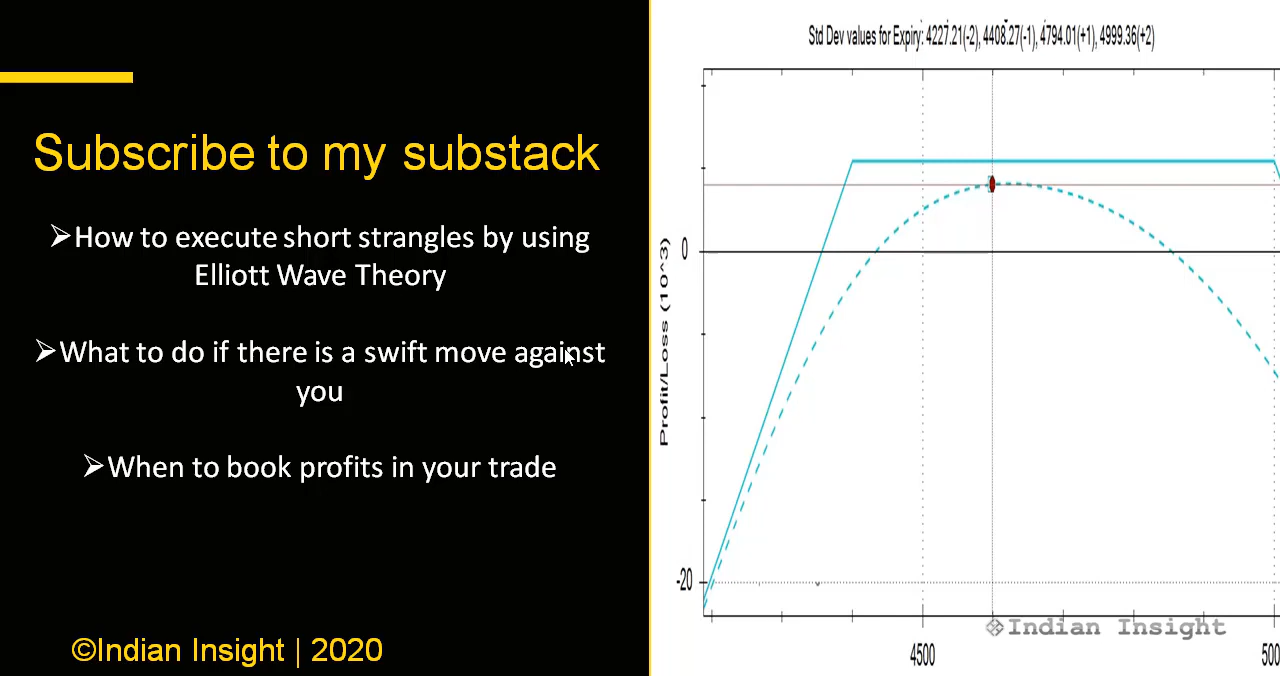 Subscribe to my substack
➢How to execute short strangles by using
Elliott Wave Theory
➢What to do if there is a swift move against
you
➢When to book profits in your trade
©Indian Insight | 2020
Std Dev values for Expiry: 4227.21(-2), 4408.27(-1), 4794.01(+1), 4999.36(+2)
Profit/Loss (10^3)
0
-20
Indian Insight
4500
500